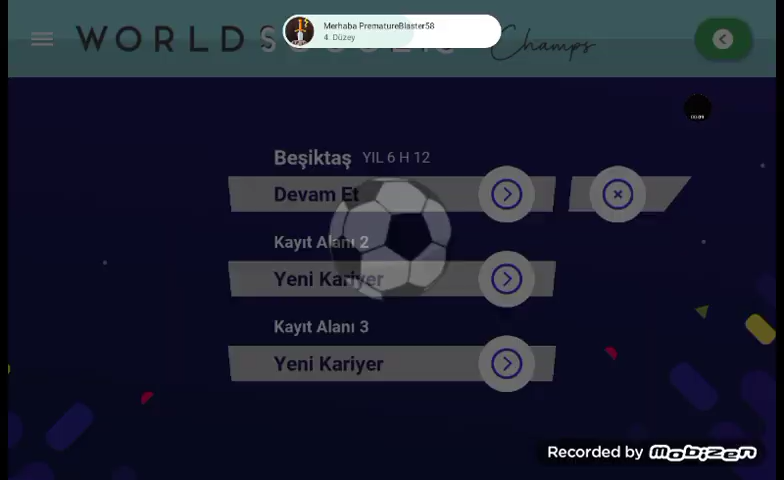 Merhaba PrematureBlaster58
4. Düzey
WORLD SOCCER Champs
Beşiktaş YIL 6 H 12
Devam Et
Kayıt Alanı 2
Yeni Kariyer
Kayıt Alanı 3
Yeni Kariyer
Recorded by mobizen